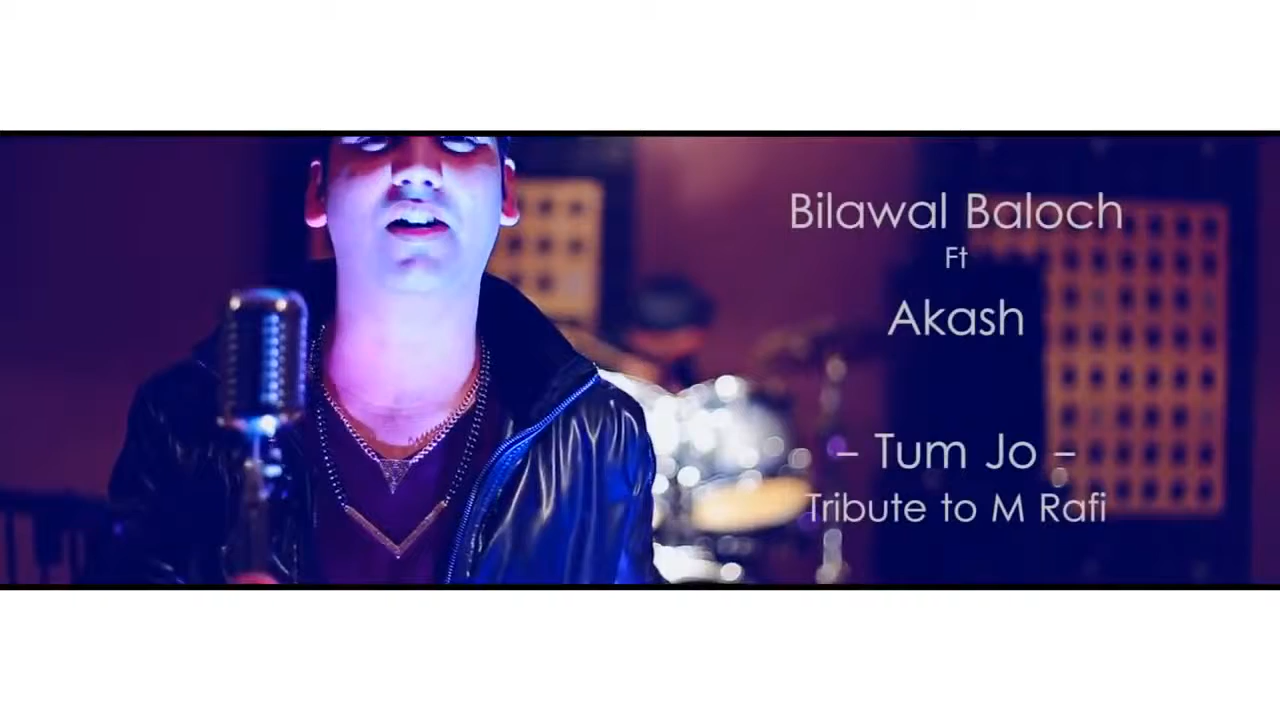 Bilawal Baloch
Ft
Akash
– Tum Jo –
Tribute to M Rafi